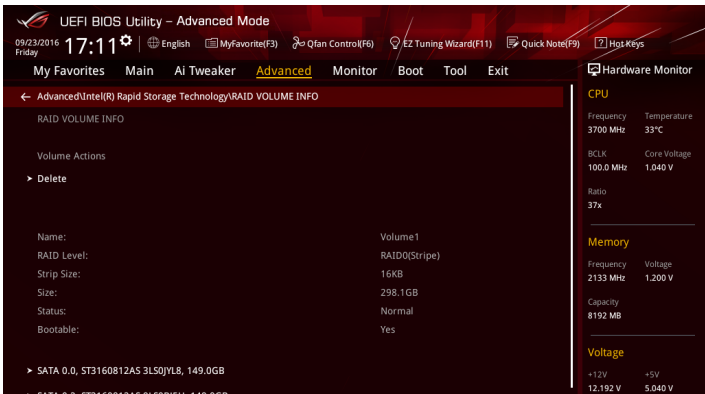 UEFI BIOS Utility – Advanced Mode
09/23/2016 Friday 17:11 English MyFavorite(F3) Qfan Control(F6) EZ Tuning Wizard(F11) Quick Note(F9) ? Hot Keys
My Favorites Main Ai Tweaker Advanced Monitor Boot Tool Exit
← Advanced\Intel(R) Rapid Storage Technology\RAID VOLUME INFO
RAID VOLUME INFO
Volume Actions
> Delete
Name: Volume1
RAID Level: RAID0(Stripe)
Strip Size: 16KB
Size: 298.1GB
Status: Normal
Bootable: Yes
> SATA 0.0, ST3160812AS 3LS0JYL8, 149.0GB
Hardware Monitor
CPU
Frequency Temperature
3700 MHz 33°C
BCLK Core Voltage
100.0 MHz 1.040 V
Ratio
37x
Memory
Frequency Voltage
2133 MHz 1.200 V
Capacity
8192 MB
Voltage
+12V +5V
12.192 V 5.040 V